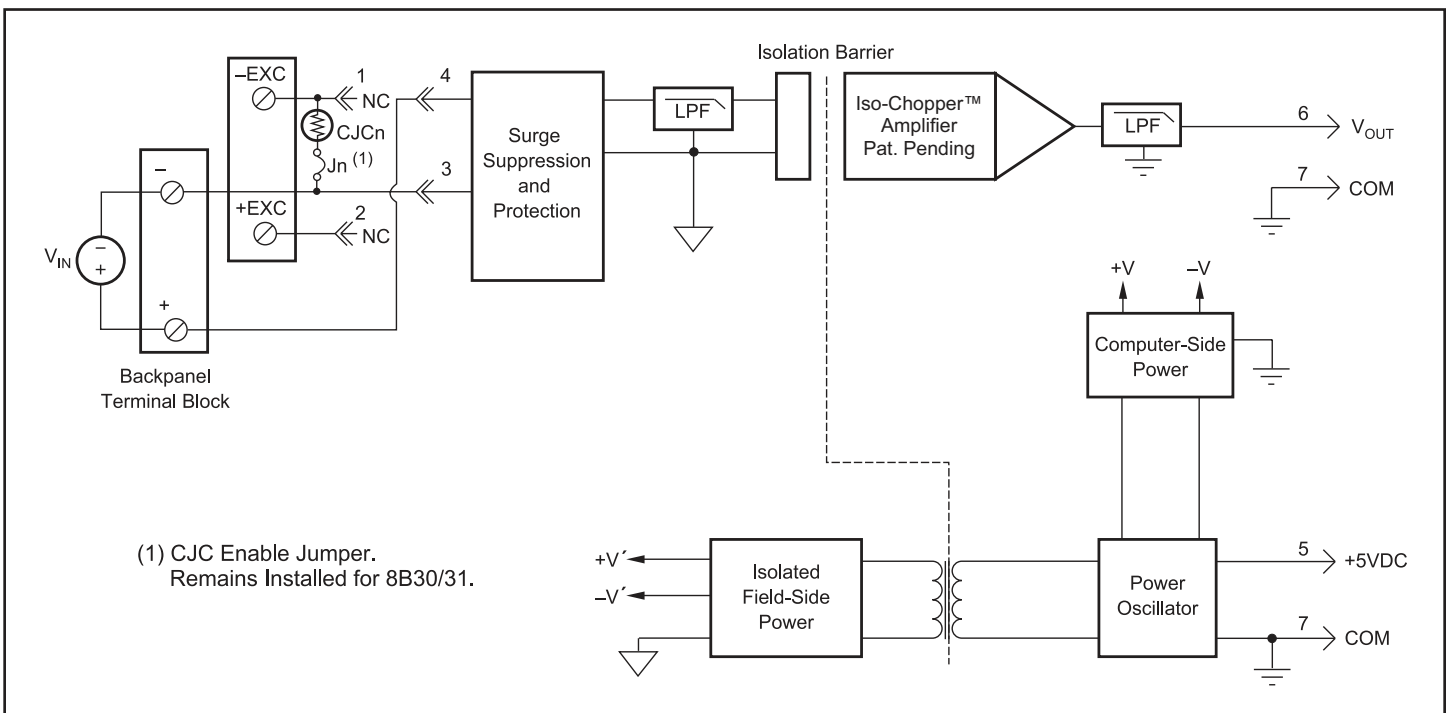 Isolation Barrier
–EXC
1
NC
4
CJCn
Jn (1)
3
+EXC
2
NC
–
+
VIN
–
+
Backpanel
Terminal Block
Surge
Suppression
and
Protection
LPF
Iso-Chopper™
Amplifier
Pat. Pending
LPF
6
VOUT
7
COM
+V
–V
Computer-Side
Power
(1) CJC Enable Jumper.
Remains Installed for 8B30/31.
+V´
–V´
Isolated
Field-Side
Power
Power
Oscillator
5
+5VDC
7
COM